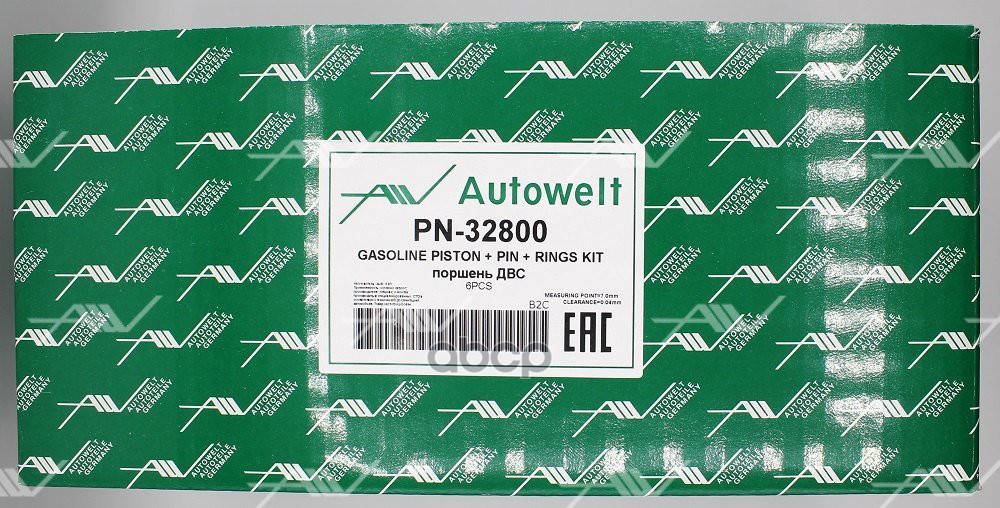 Autowelt
PN-32800
GASOLINE PISTON + PIN + RINGS KIT
поршень ДВС
6PCS
MEASURING POINT=7.0mm
CLEARANCE=0.04mm
B2C
EAC
abcp
AUTOWELT
AUTOTEILE
GERMANY